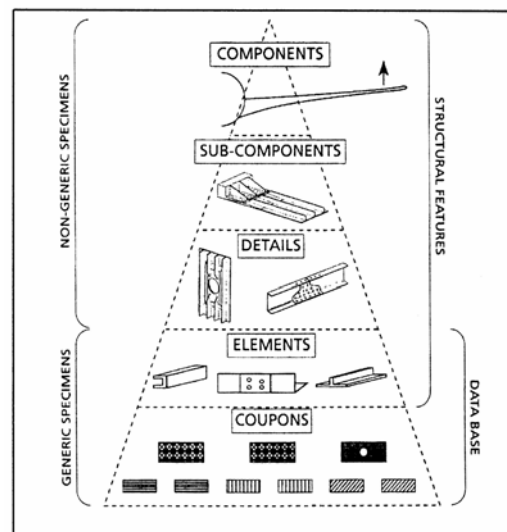 COMPONENTS
SUB-COMPONENTS
DETAILS
ELEMENTS
COUPONS
NON-GENERIC SPECIMENS
GENERIC SPECIMENS
STRUCTURAL FEATURES
DATA BASE